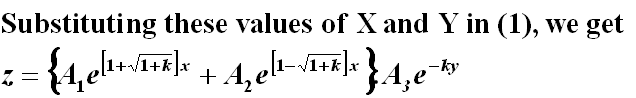 Substituting these values of X and Y in (1), we get
z = {A₁e^[1+√(1+k)]x + A₂e^[1−√(1+k)]x} A₃e^−ky